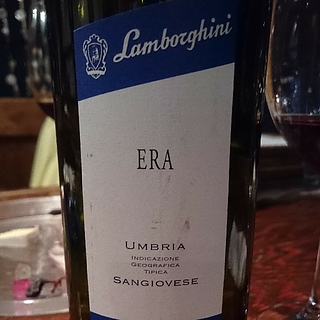 Lamborghini
ERA
UMBRIA
INDICAZIONE
GEOGRAFICA
TIPICA
SANGIOVESE